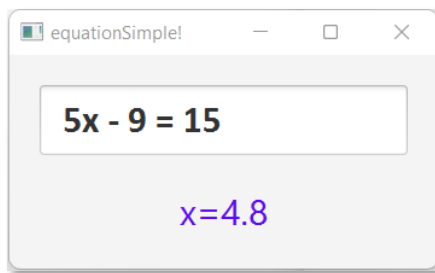 equationSimple!
5x - 9 = 15
x=4.8